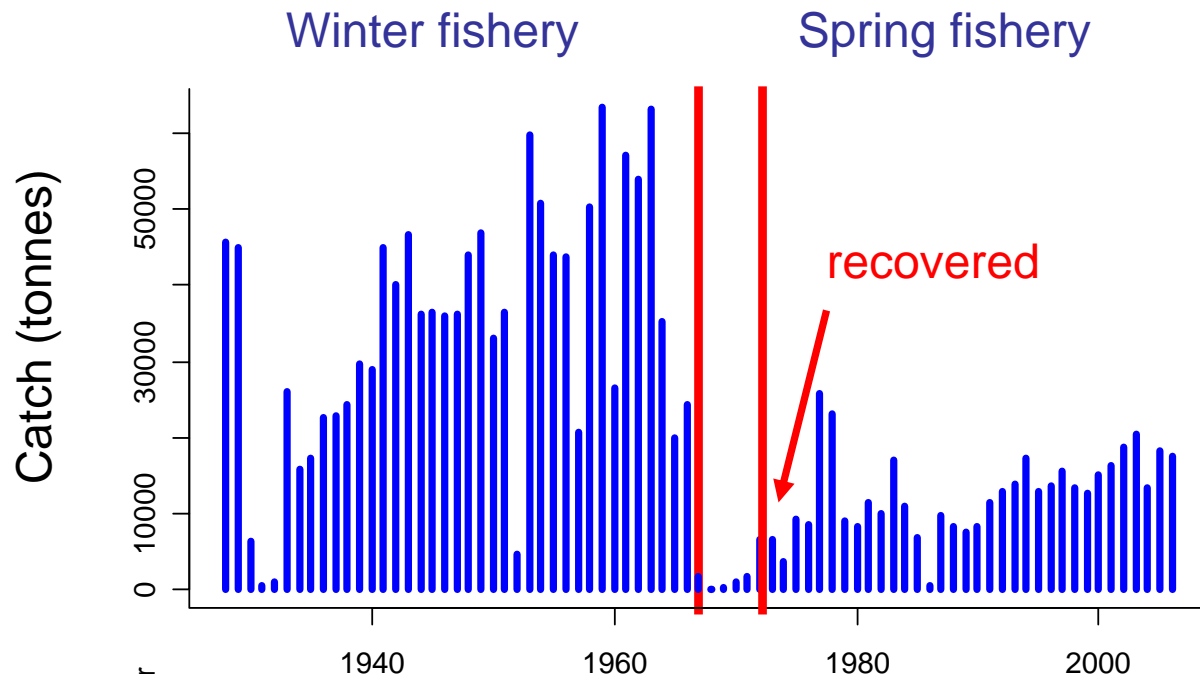 Winter fishery
Spring fishery
Catch (tonnes)
50000
30000
10000
0
recovered
1940
1960
1980
2000
r